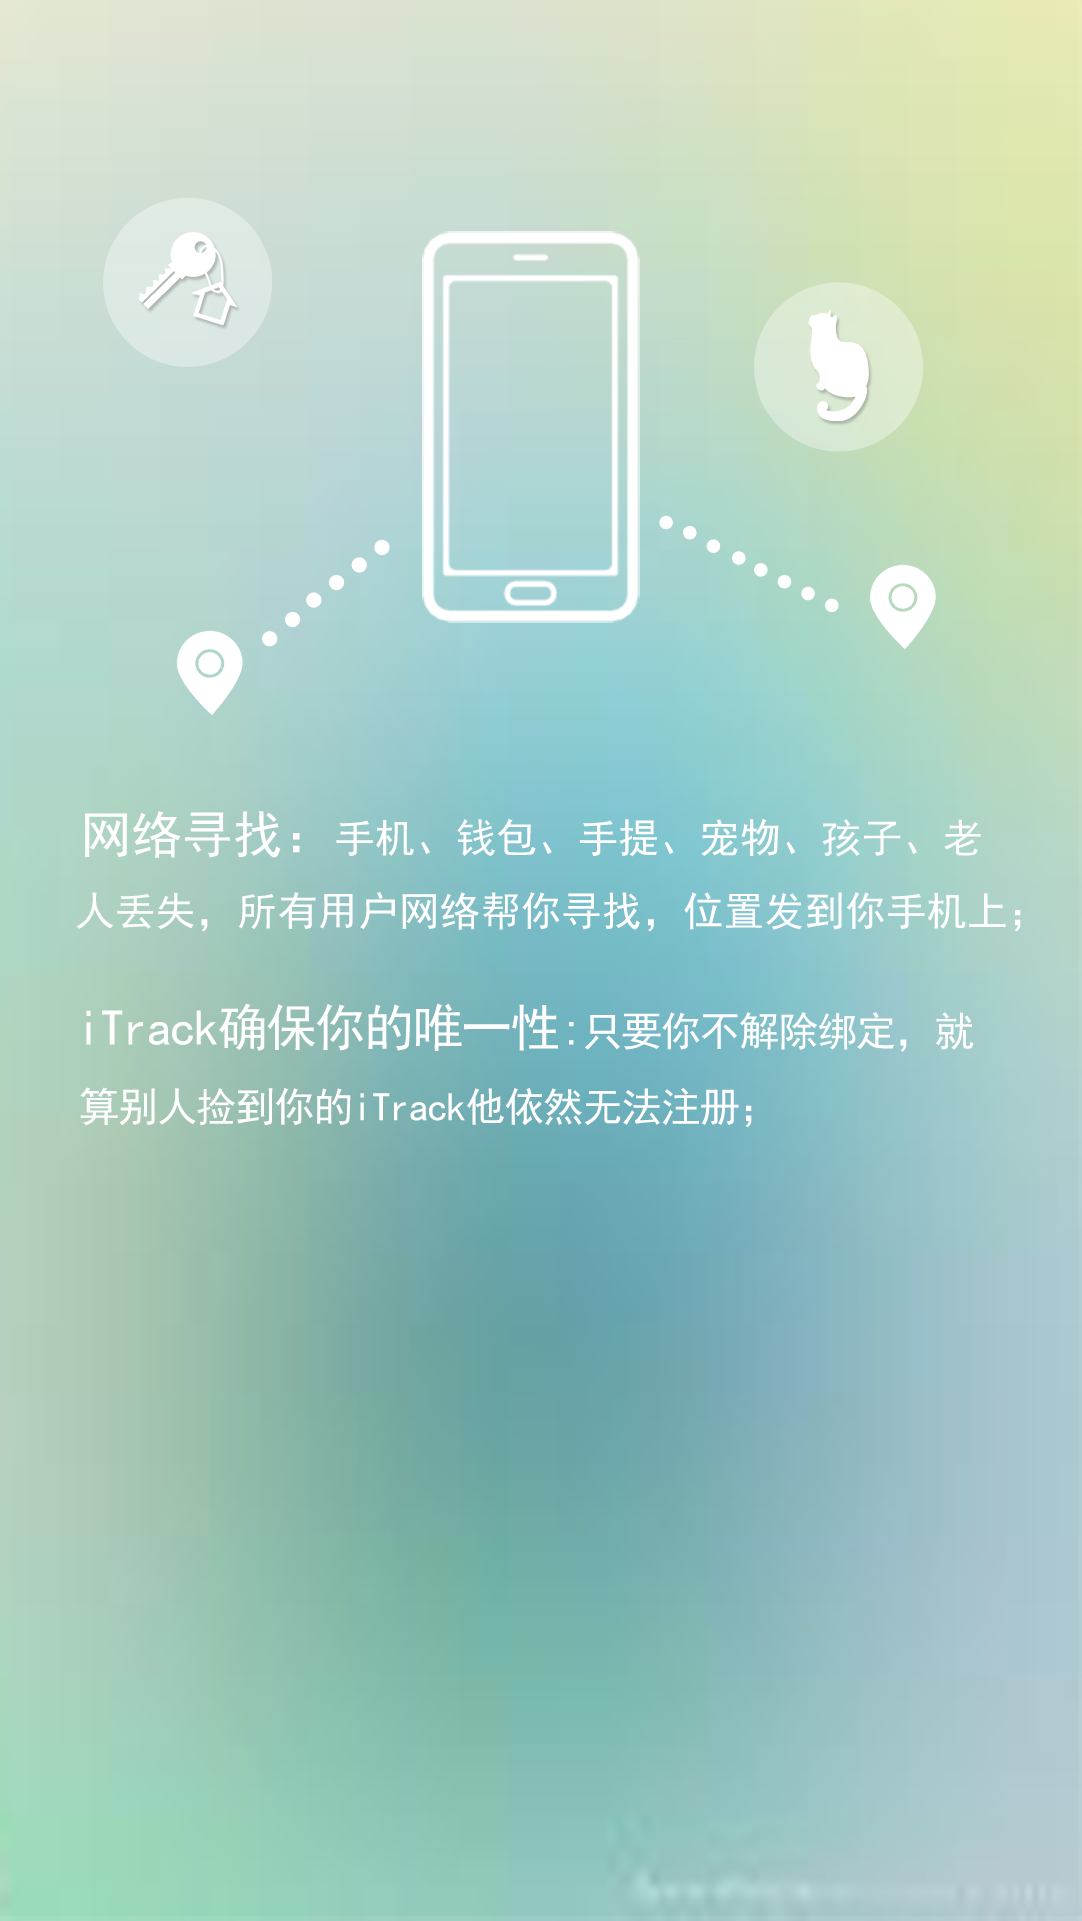 网络寻找：手机、钱包、手提、宠物、孩子、老
人丢失，所有用户网络帮你寻找，位置发到你手机上；
iTrack确保你的唯一性:只要你不解除绑定，就
算别人捡到你的iTrack他依然无法注册；